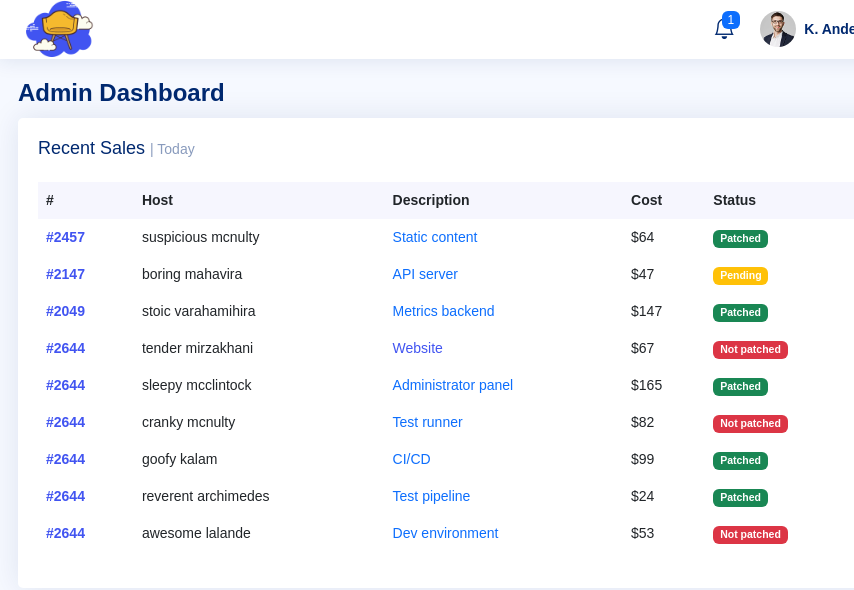 1
K. Ande
Admin Dashboard
Recent Sales | Today
# Host Description Cost Status
#2457 suspicious mcnulty Static content $64 Patched
#2147 boring mahavira API server $47 Pending
#2049 stoic varahamihira Metrics backend $147 Patched
#2644 tender mirzakhani Website $67 Not patched
#2644 sleepy mcclintock Administrator panel $165 Patched
#2644 cranky mcnulty Test runner $82 Not patched
#2644 goofy kalam CI/CD $99 Patched
#2644 reverent archimedes Test pipeline $24 Patched
#2644 awesome lalande Dev environment $53 Not patched